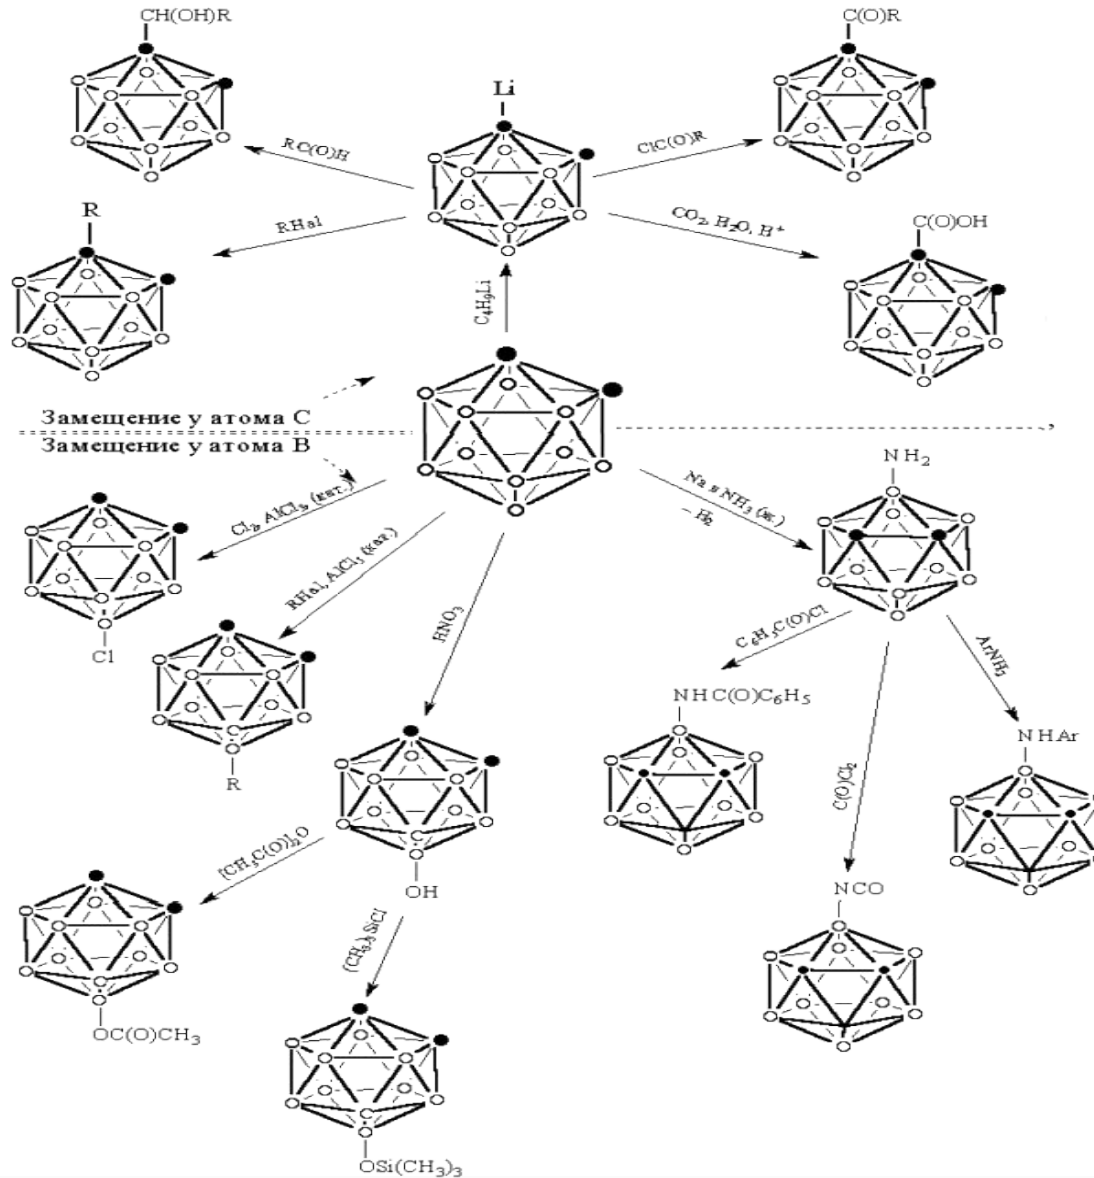 CH(OH)R
C(O)R
Li
RC(O)H
ClC(O)R
R
RHal
CO2, H2O, H+
C(O)OH
C4H9Li
Замещение у атома С
Замещение у атома В
,
NH2
Cl2, AlCl3, (кат.)
Na в NH3 (ж.)
– H2
RHal, AlCl3 (кат.)
HNO3
C6H5C(O)Cl
ArNH2
Cl
NHC(O)C6H5
NHAr
R
C(O)Cl2
(CH3C(O))2O
OH
NCO
(CH3)3SiCl
OC(O)CH3
OSi(CH3)3